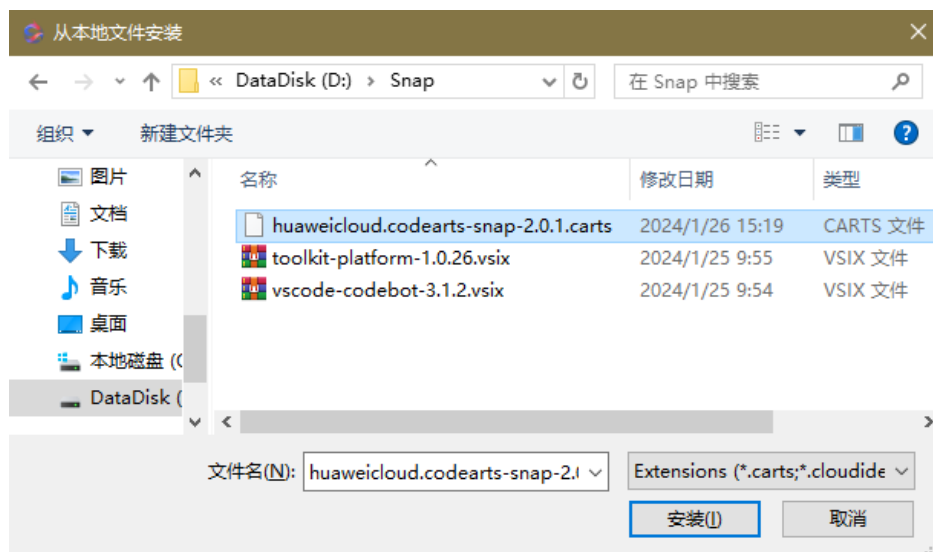 从本地文件安装
« DataDisk (D:) › Snap
在 Snap 中搜索
组织
新建文件夹
名称
修改日期
类型
图片
文档
下载
音乐
桌面
本地磁盘 (
DataDisk (
huaweicloud.codearts-snap-2.0.1.carts 2024/1/26 15:19 CARTS 文件
toolkit-platform-1.0.26.vsix 2024/1/25 9:55 VSIX 文件
vscode-codebot-3.1.2.vsix 2024/1/25 9:54 VSIX 文件
文件名(N): huaweicloud.codearts-snap-2.
Extensions (*.carts;*.cloudide
安装(I)
取消